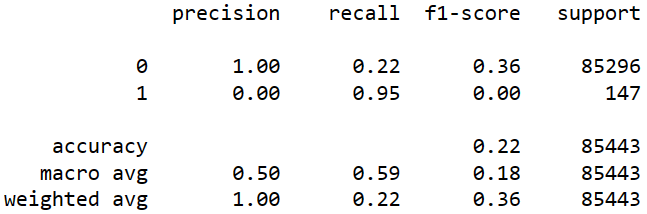 precision recall f1-score support
0 1.00 0.22 0.36 85296
1 0.00 0.95 0.00 147
accuracy 0.22 85443
macro avg 0.50 0.59 0.18 85443
weighted avg 1.00 0.22 0.36 85443